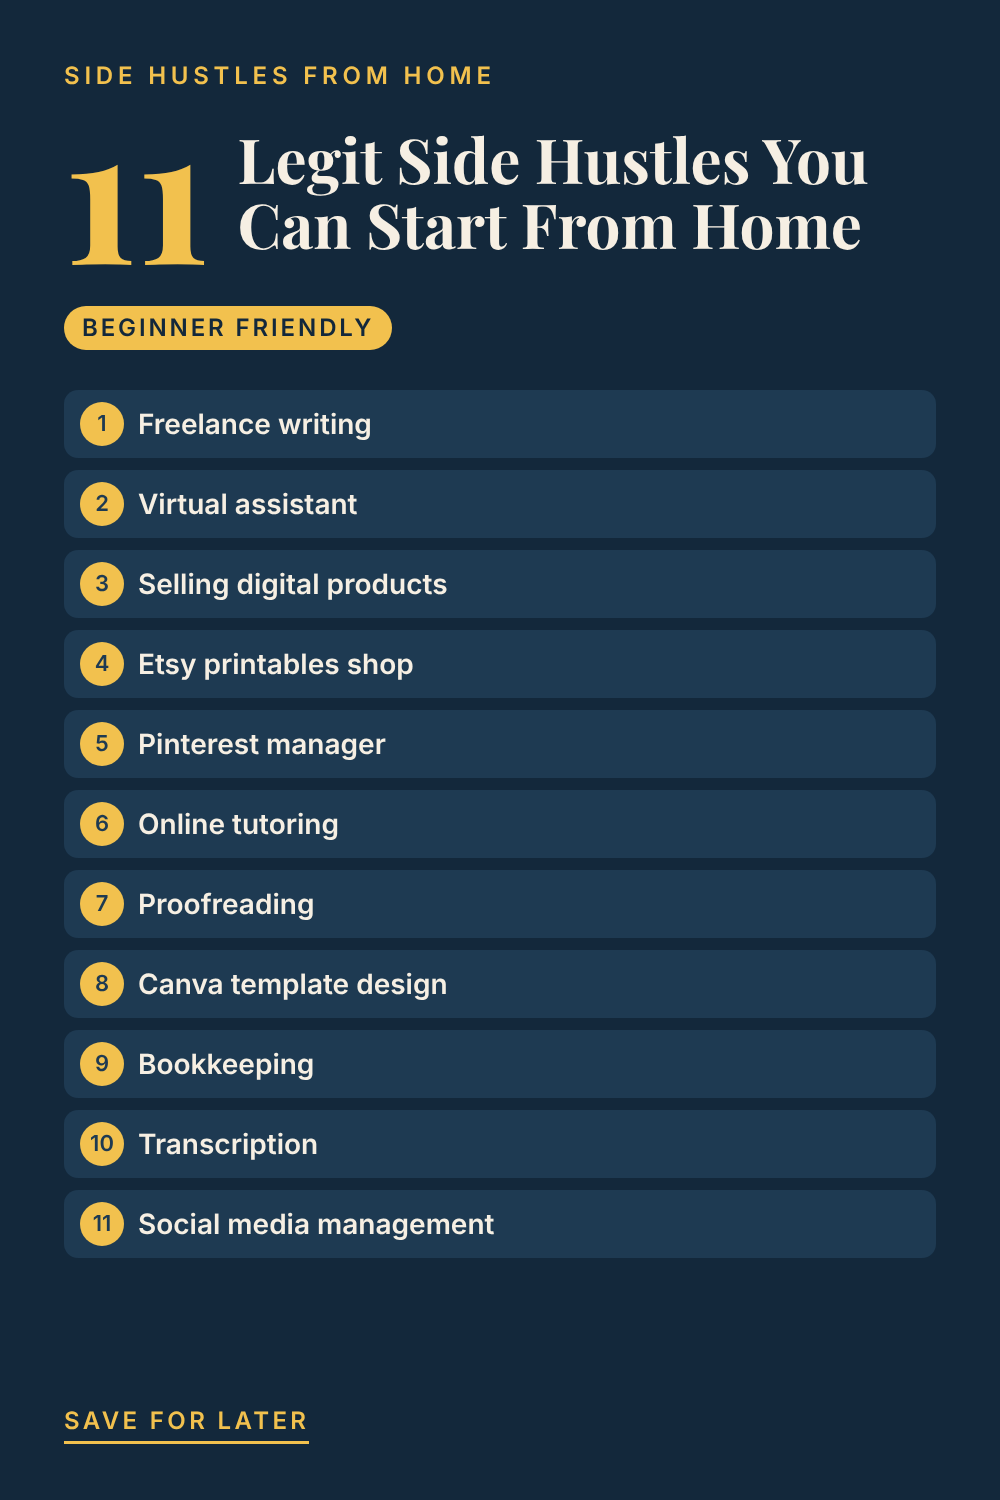 SIDE HUSTLES FROM HOME
11
Legit Side Hustles You
Can Start From Home
BEGINNER FRIENDLY
1 Freelance writing
2 Virtual assistant
3 Selling digital products
4 Etsy printables shop
5 Pinterest manager
6 Online tutoring
7 Proofreading
8 Canva template design
9 Bookkeeping
10 Transcription
11 Social media management
SAVE FOR LATER